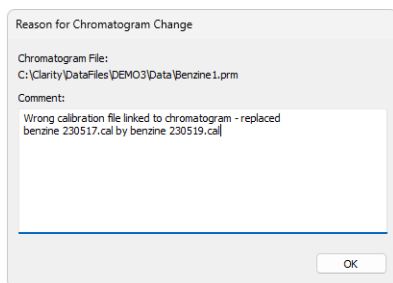 Reason for Chromatogram Change
Chromatogram File:
C:\Clarity\DataFiles\DEMO3\Data\Benzine1.prm
Comment:
Wrong calibration file linked to chromatogram - replaced
benzine 230517.cal by benzine 230519.cal
OK